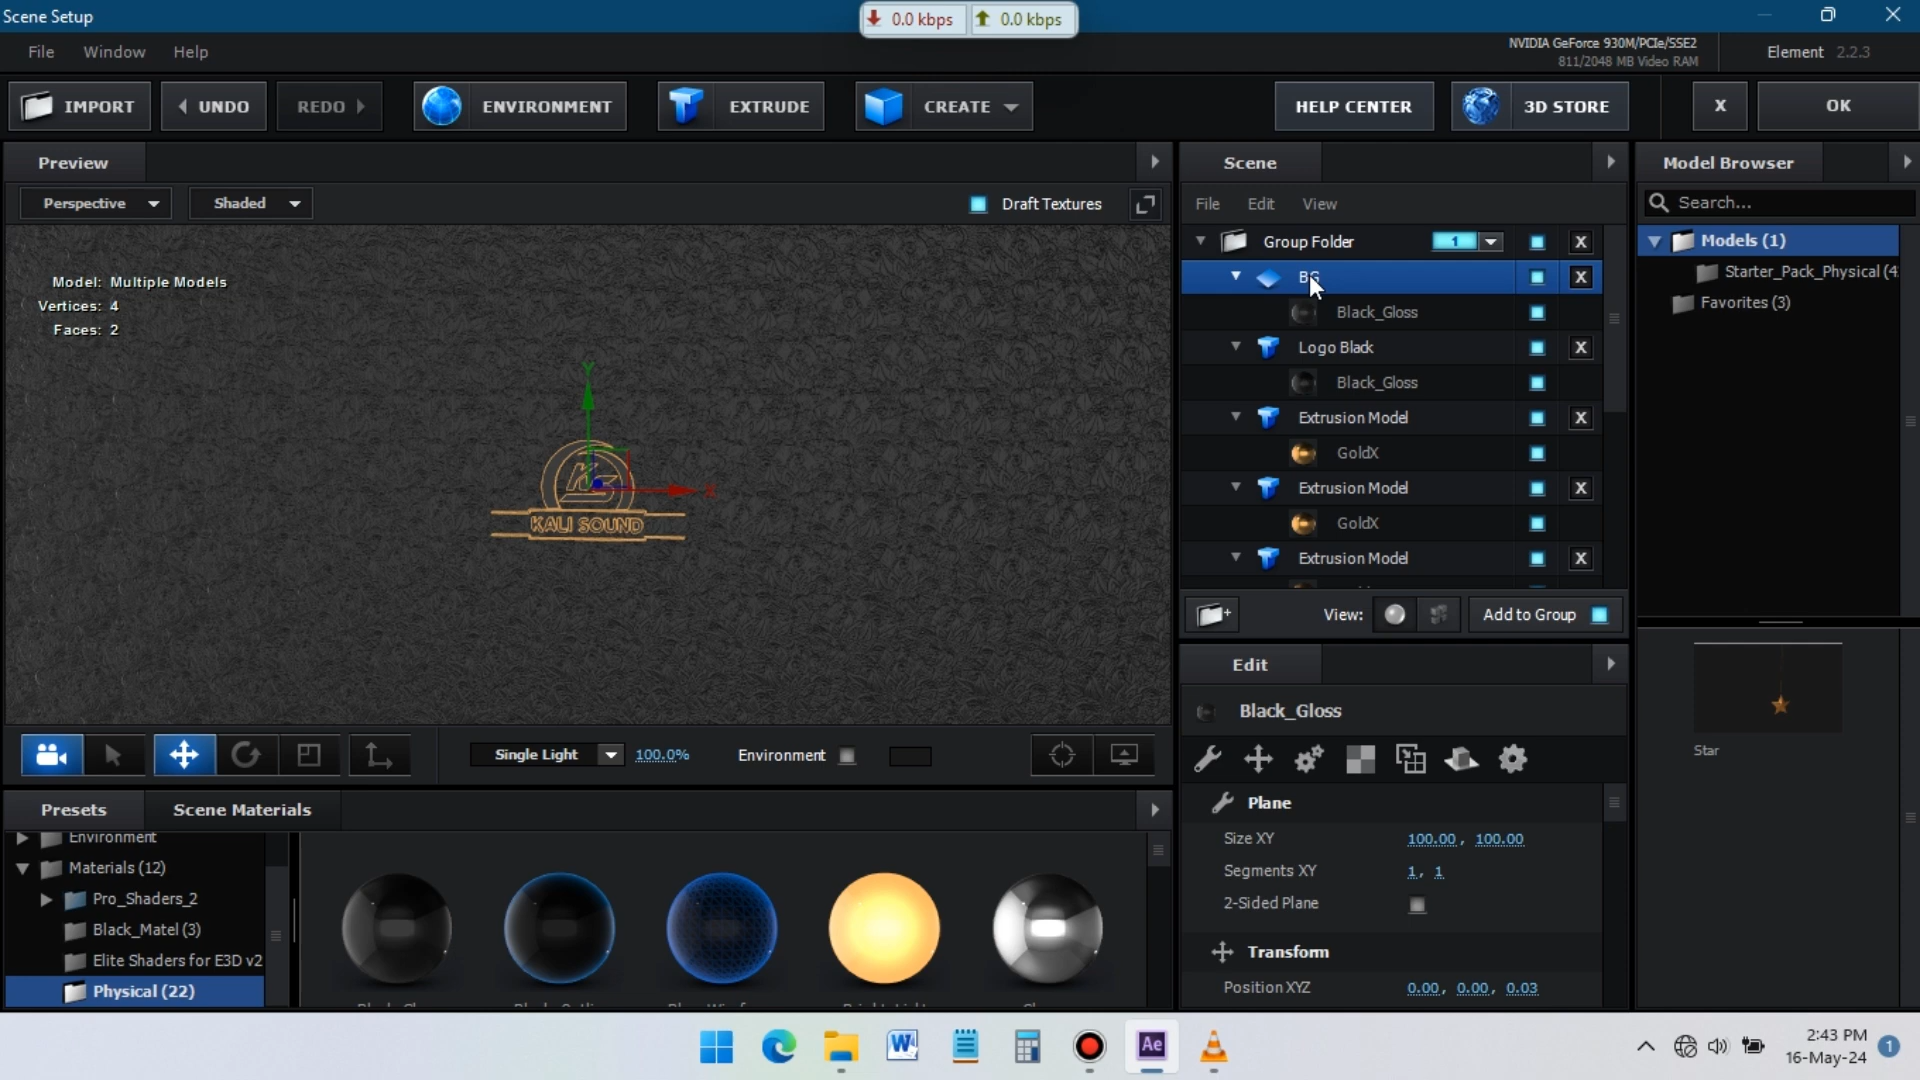 Scene Setup
0.0 kbps 0.0 kbps
File Window Help
NVIDIA GeForce 930M/PCIe/SSE2
811/2048 MB Video RAM
Element 2.2.3
IMPORT UNDO REDO ENVIRONMENT EXTRUDE CREATE HELP CENTER 3D STORE X OK
Preview
Perspective Shaded Draft Textures
Model: Multiple Models
Vertices: 4
Faces: 2
Y
X
KS
KALI SOUND
Single Light 100.0% Environment
Presets Scene Materials
Environment
Materials (12)
Pro_Shaders_2
Black_Matel (3)
Elite Shaders for E3D v2
Physical (22)
Scene
File Edit View
Group Folder 1 X
BG X
Black_Gloss
Logo Black X
Black_Gloss
Extrusion Model X
GoldX
Extrusion Model X
GoldX
Extrusion Model X
View: Add to Group
Edit
Black_Gloss
Plane
Size XY 100.00, 100.00
Segments XY 1, 1
2-Sided Plane
Transform
Position XYZ 0.00, 0.00, 0.03
Model Browser
Search...
Models (1)
Starter_Pack_Physical (4
Favorites (3)
Star
W
Ae
2:43 PM
16-May-24
1